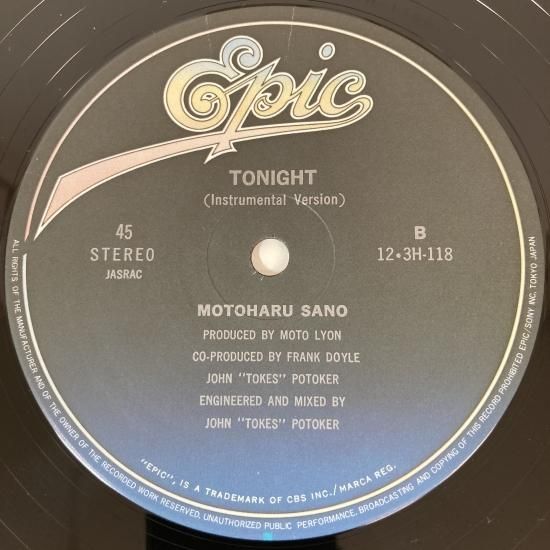 Epic
TONIGHT
(Instrumental Version)
45
STEREO
JASRAC
B
12•3H-118
MOTOHARU SANO
PRODUCED BY MOTO LYON
CO-PRODUCED BY FRANK DOYLE
JOHN "TOKES" POTOKER
ENGINEERED AND MIXED BY
JOHN "TOKES" POTOKER
"EPIC", IS A TRADEMARK OF CBS INC./MARCA REG.
ALL RIGHTS OF THE MANUFACTURER AND OF THE OWNER OF THE RECORDED WORK RESERVED, UNAUTHORIZED PUBLIC PERFORMANCE, BROADCASTING AND COPYING OF THIS RECORD PROHIBITED EPIC/SONY INC. TOKYO JAPAN